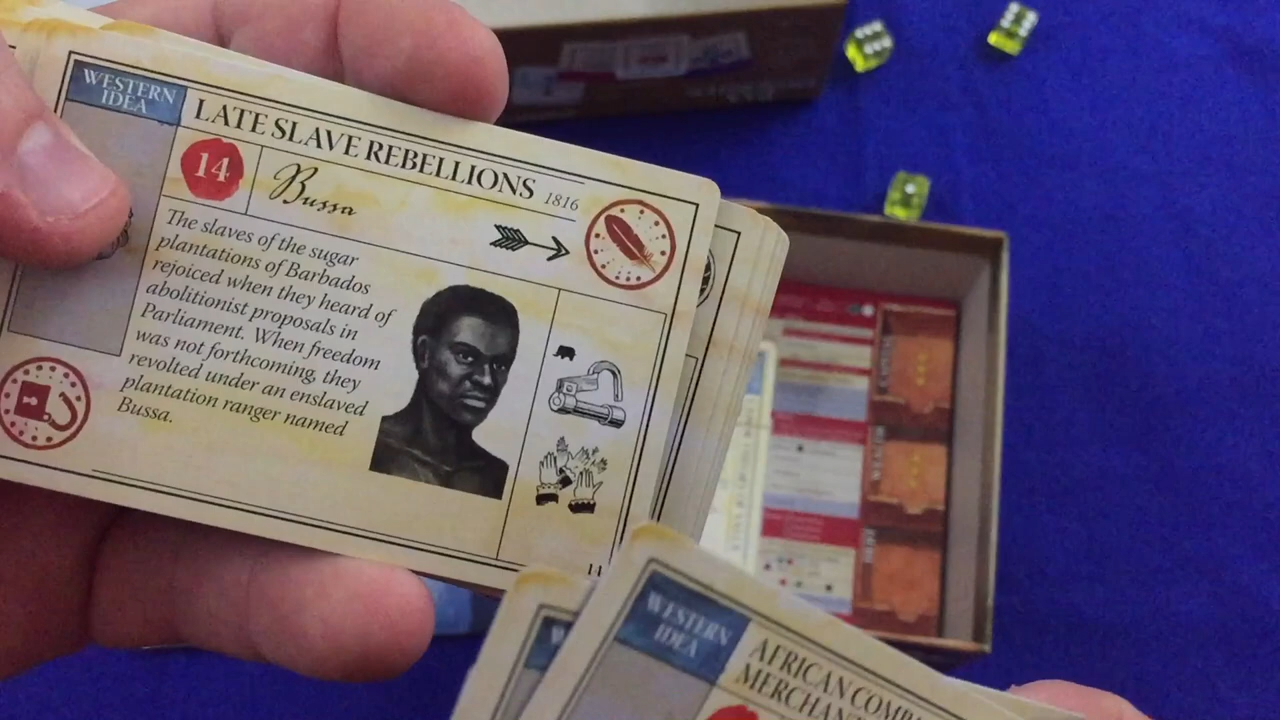 WESTERN
IDEA
LATE SLAVE REBELLIONS 1816
14
Bussa
The slaves of the sugar
plantations of Barbados
rejoiced when they heard of
abolitionist proposals in
Parliament. When freedom
was not forthcoming, they
revolted under an enslaved
plantation ranger named
Bussa.
14
WESTERN
IDEA
AFRICAN